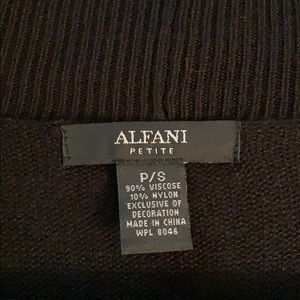 ALFANI
PETITE
P/S
90% VISCOSE
10% NYLON
EXCLUSIVE OF
DECORATION
MADE IN CHINA
WPL 8046